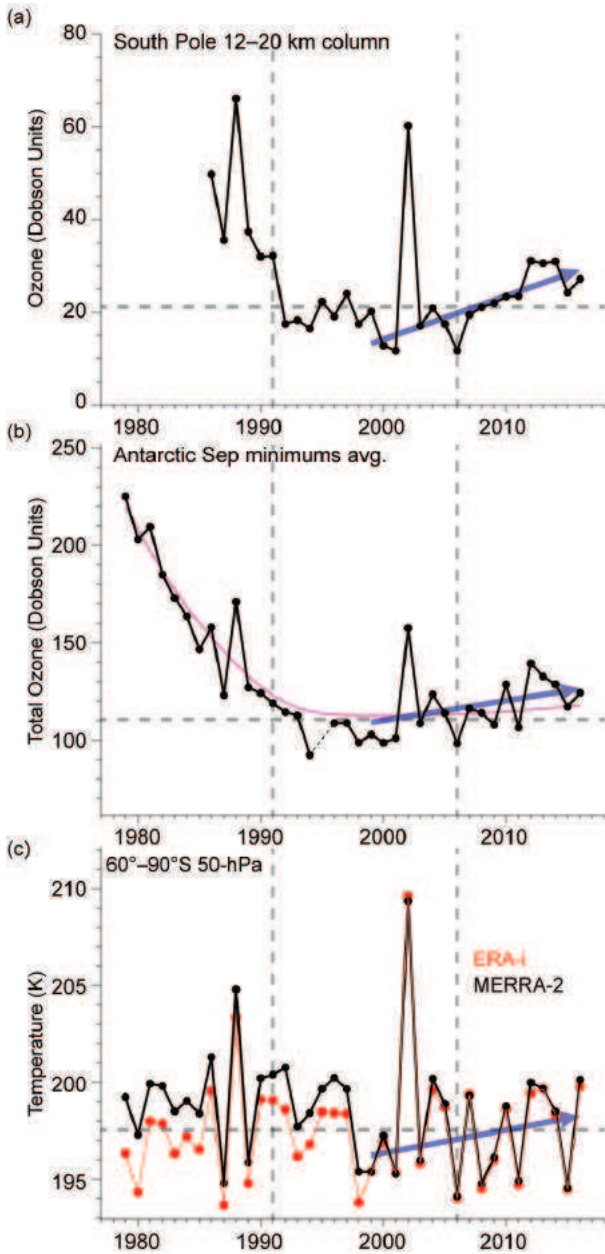 (a)
80
South Pole 12–20 km column
60
40
20
0
Ozone (Dobson Units)
1980 1990 2000 2010
(b)
250
Antarctic Sep minimums avg.
200
150
100
Total Ozone (Dobson Units)
1980 1990 2000 2010
(c)
60°–90°S 50-hPa
210
205
200
195
Temperature (K)
ERA-i
MERRA-2
1980 1990 2000 2010